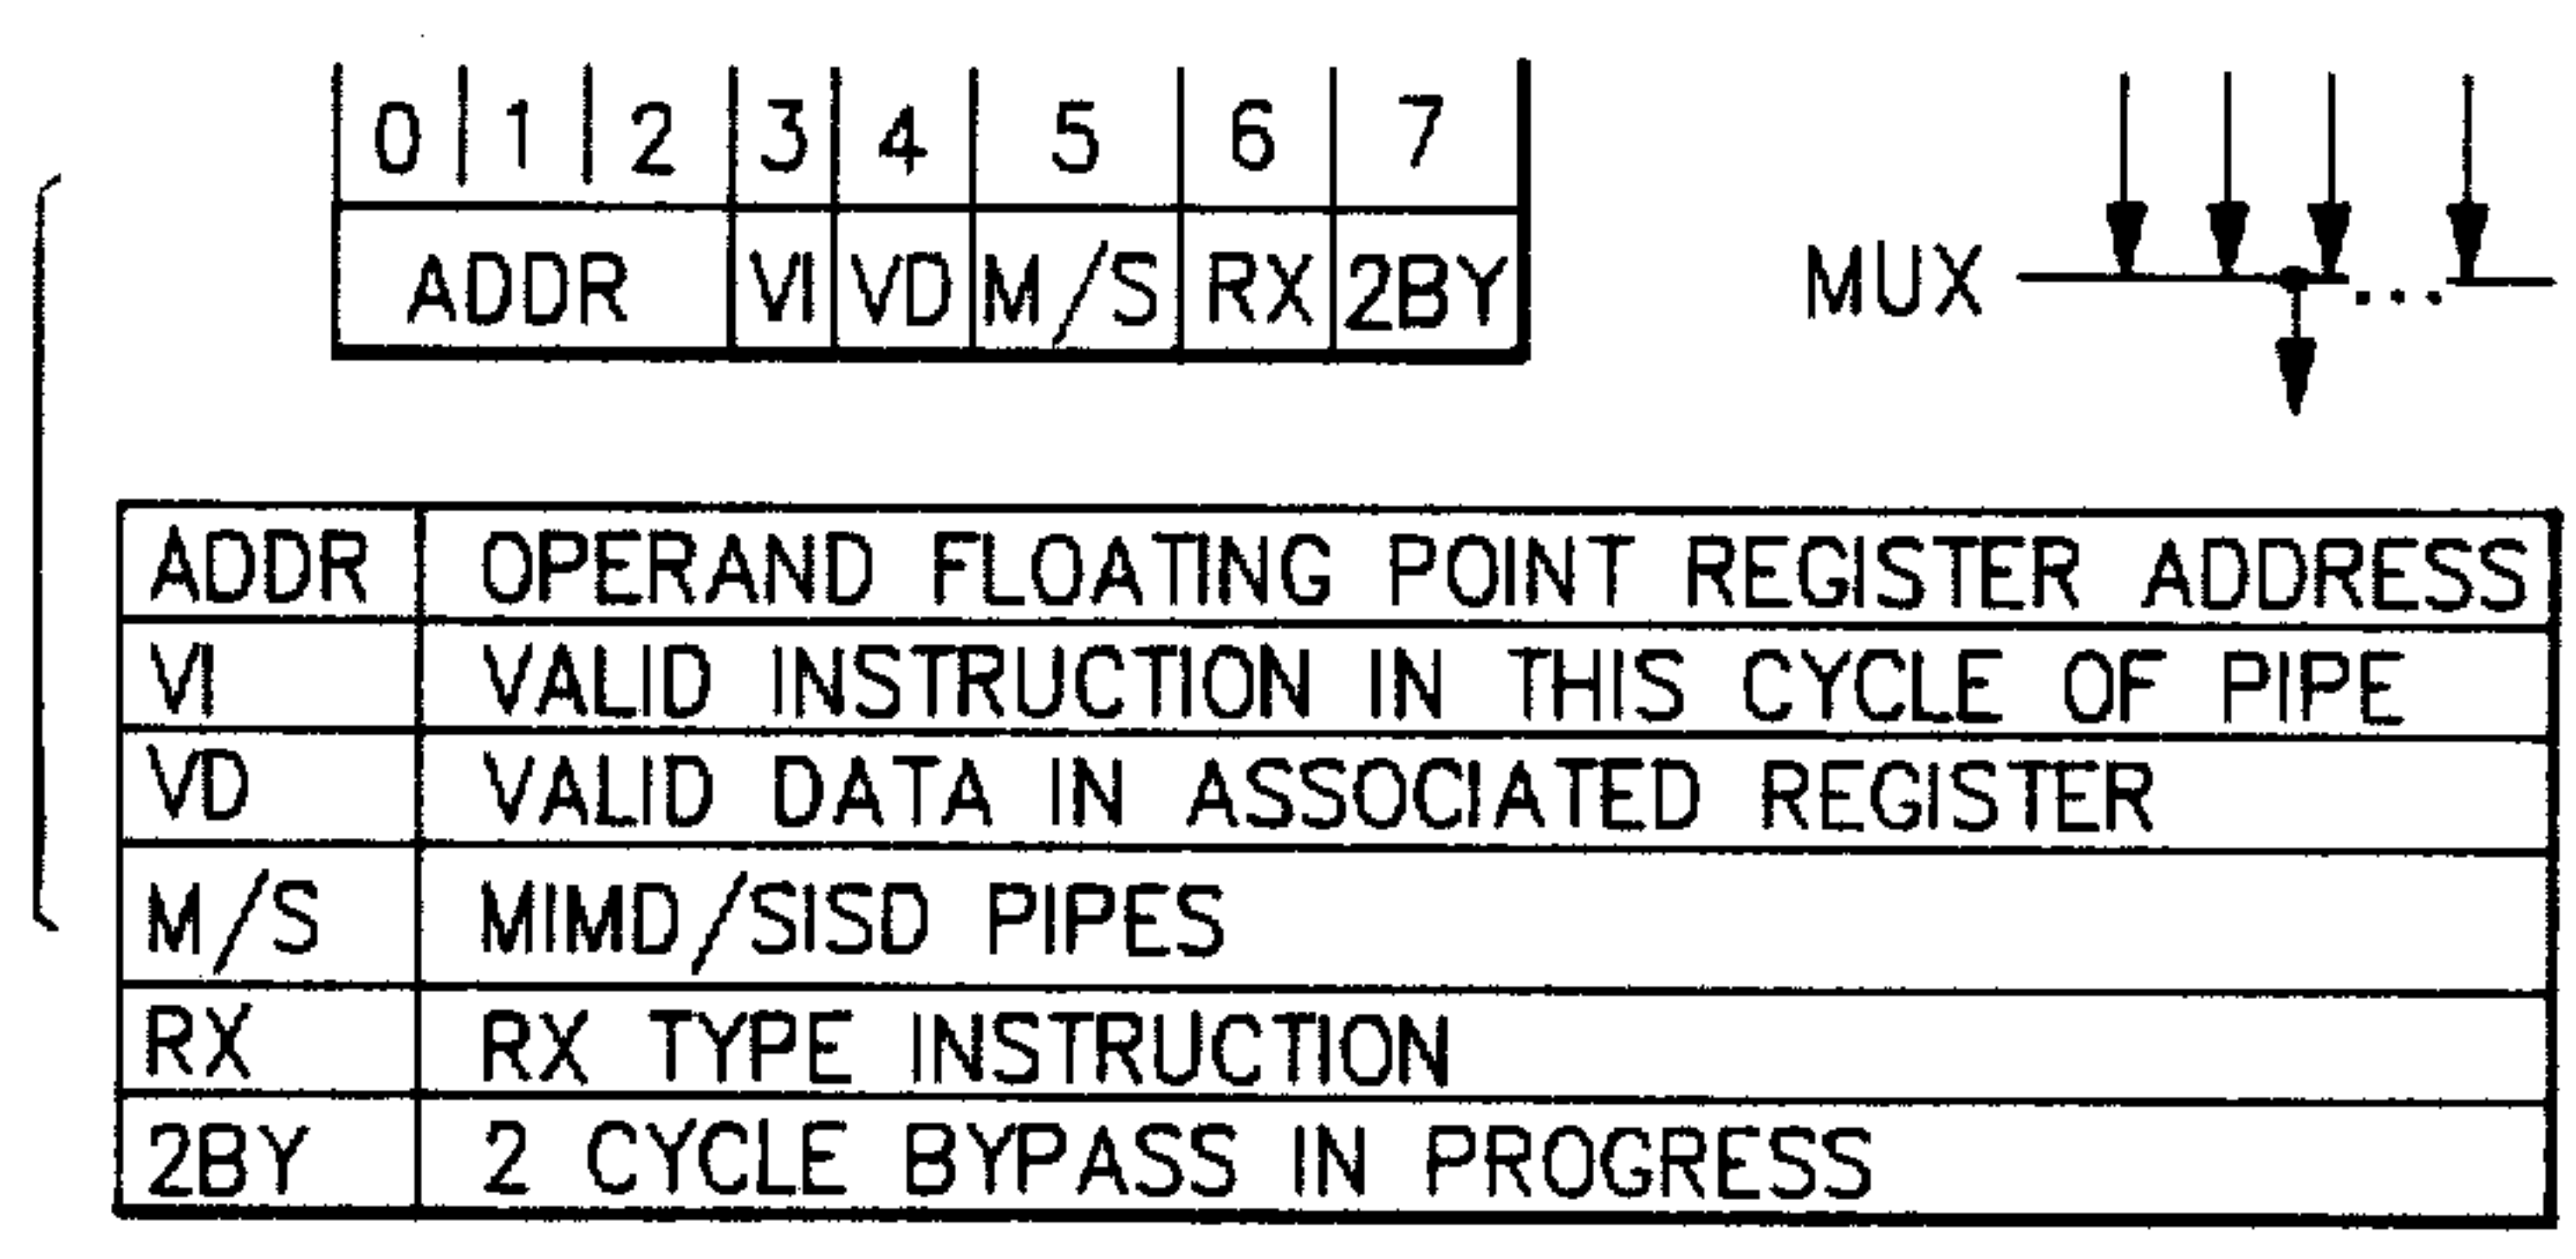 0 1 2 3 4 5 6 7
ADDR VI VD M/S RX 2BY
MUX
...
ADDR OPERAND FLOATING POINT REGISTER ADDRESS
VI VALID INSTRUCTION IN THIS CYCLE OF PIPE
VD VALID DATA IN ASSOCIATED REGISTER
M/S MIMD/SISD PIPES
RX RX TYPE INSTRUCTION
2BY 2 CYCLE BYPASS IN PROGRESS